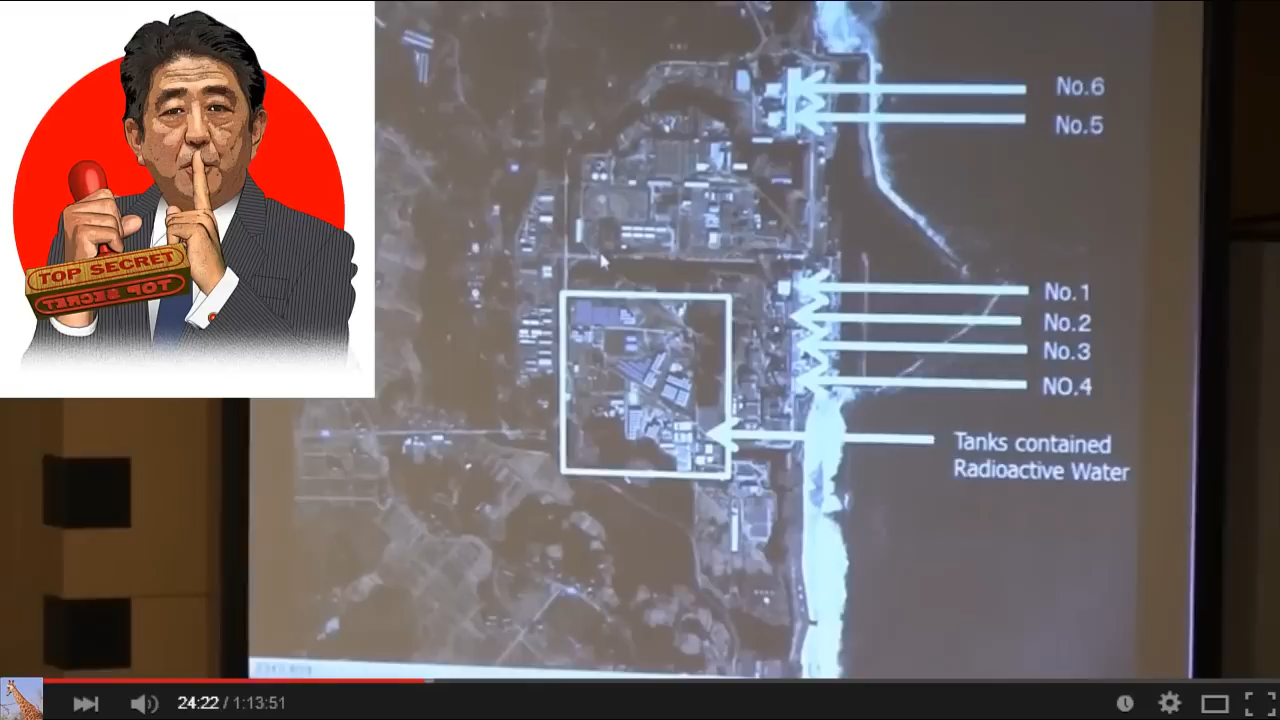 TOP SECRET
TOP SECRET
No.6
No.5
No.1
No.2
No.3
NO.4
Tanks contained
Radioactive Water
24:22 / 1:13:51